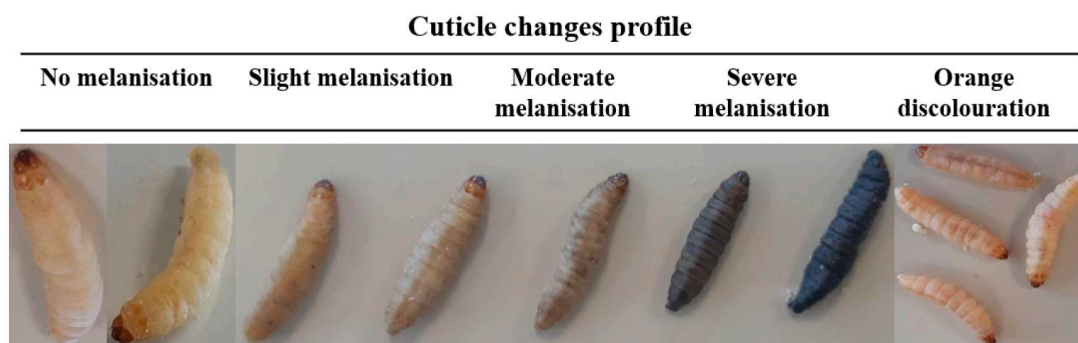 Cuticle changes profile
No melanisation Slight melanisation Moderate melanisation Severe melanisation Orange discolouration